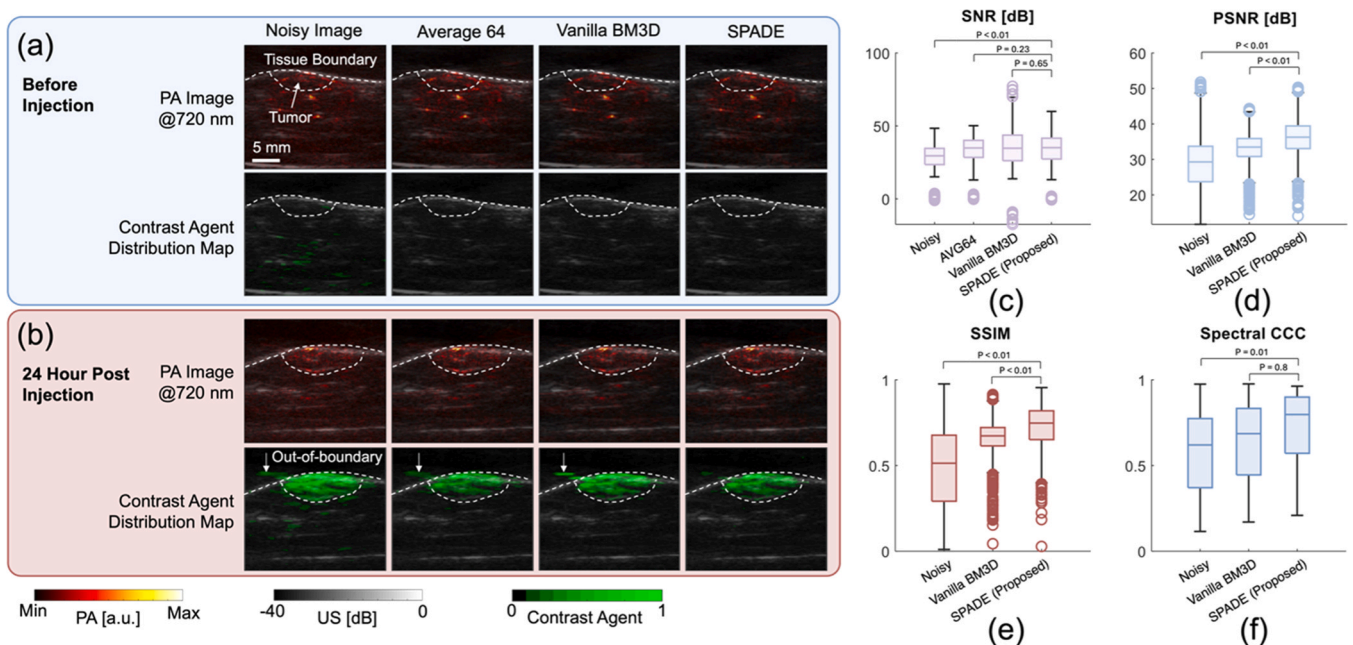 (a)
Noisy Image
Average 64
Vanilla BM3D
SPADE
Before
Injection
PA Image
@720 nm
Tissue Boundary
Tumor
5 mm
Contrast Agent
Distribution Map
(b)
24 Hour Post
Injection
PA Image
@720 nm
Out-of-boundary
Contrast Agent
Distribution Map
Min
Max
PA [a.u.]
-40
0
US [dB]
0
1
Contrast Agent
SNR [dB]
P < 0.01
P = 0.23
P = 0.65
100
50
0
Noisy
AVG64
Vanilla BM3D
SPADE (Proposed)
(c)
PSNR [dB]
P < 0.01
P < 0.01
60
50
40
30
20
Noisy
Vanilla BM3D
SPADE (Proposed)
(d)
SSIM
P < 0.01
P < 0.01
1
0.5
0
Noisy
Vanilla BM3D
SPADE (Proposed)
(e)
Spectral CCC
P = 0.01
P = 0.8
1
0.5
0
Noisy
Vanilla BM3D
SPADE (Proposed)
(f)